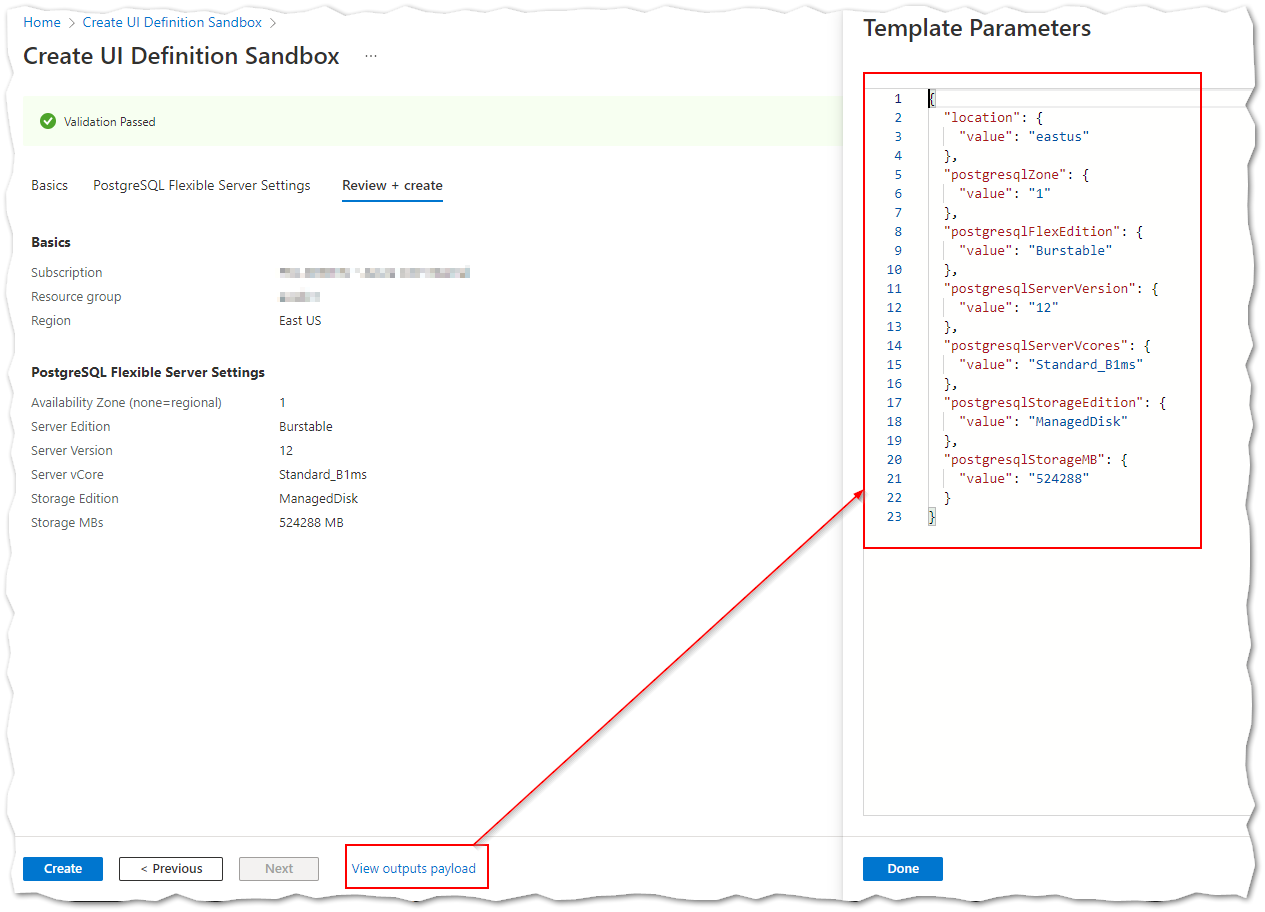 Home > Create UI Definition Sandbox >
Create UI Definition Sandbox ...
Validation Passed
Basics PostgreSQL Flexible Server Settings Review + create
Basics
Subscription
Resource group
Region East US
PostgreSQL Flexible Server Settings
Availability Zone (none=regional) 1
Server Edition Burstable
Server Version 12
Server vCore Standard_B1ms
Storage Edition ManagedDisk
Storage MBs 524288 MB
Create < Previous Next View outputs payload
Template Parameters
1 {
2 "location": {
3 "value": "eastus"
4 },
5 "postgresqlZone": {
6 "value": "1"
7 },
8 "postgresqlFlexEdition": {
9 "value": "Burstable"
10 },
11 "postgresqlServerVersion": {
12 "value": "12"
13 },
14 "postgresqlServerVcores": {
15 "value": "Standard_B1ms"
16 },
17 "postgresqlStorageEdition": {
18 "value": "ManagedDisk"
19 },
20 "postgresqlStorageMB": {
21 "value": "524288"
22 }
23 }
Done